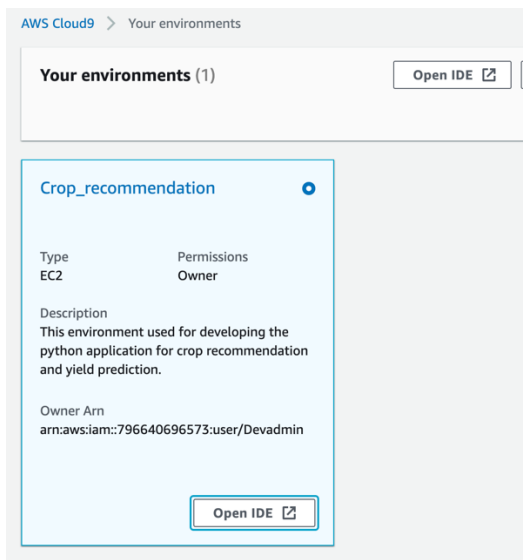 AWS Cloud9 > Your environments
Your environments (1)
Open IDE
Crop_recommendation
Type Permissions
EC2 Owner
Description
This environment used for developing the
python application for crop recommendation
and yield prediction.
Owner Arn
arn:aws:iam::796640696573:user/Devadmin
Open IDE